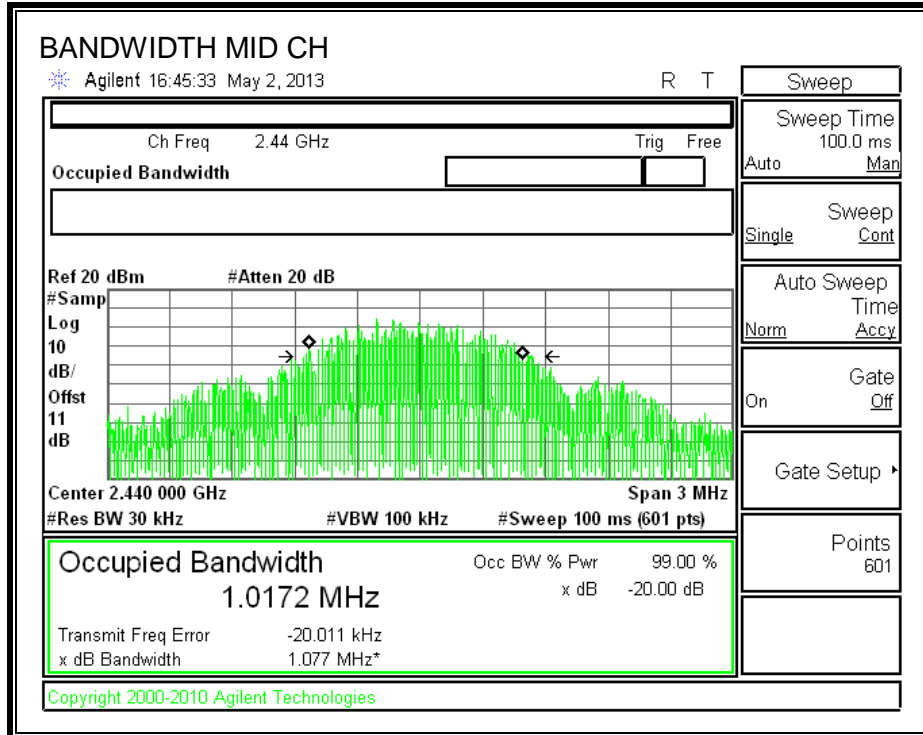 BANDWIDTH MID CH
Agilent 16:45:33 May 2, 2013 R T
Ch Freq 2.44 GHz Trig Free
Occupied Bandwidth
Ref 20 dBm #Atten 20 dB
#Samp
Log
10
dB/
Offst
11
dB
Center 2.440 000 GHz Span 3 MHz
#Res BW 30 kHz #VBW 100 kHz #Sweep 100 ms (601 pts)
Occupied Bandwidth Occ BW % Pwr 99.00 %
1.0172 MHz x dB -20.00 dB
Transmit Freq Error -20.011 kHz
x dB Bandwidth 1.077 MHz*
Copyright 2000-2010 Agilent Technologies
Sweep
Sweep Time
100.0 ms
Auto Man
Sweep
Single Cont
Auto Sweep
Time
Norm Accy
Gate
On Off
Gate Setup
Points
601